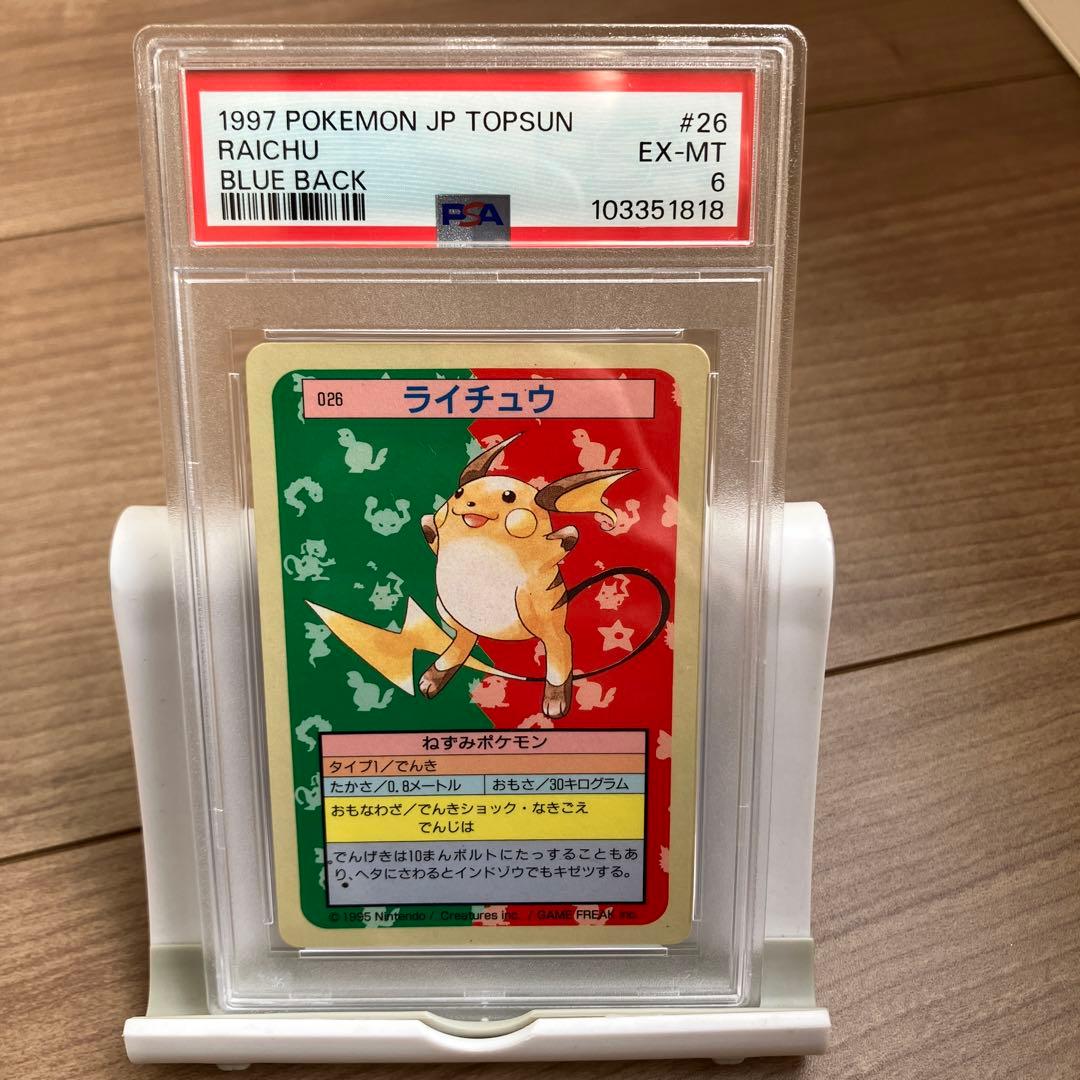 1997 POKEMON JP TOPSUN #26
RAICHU EX-MT
BLUE BACK 6
103351818
PSA
026 ライチュウ
ねずみポケモン
タイプ1/でんき
たかさ/0.8メートル おもさ/30キログラム
おもなわざ/でんきショック・なきごえ
でんじは
でんげきは10まんボルトにたっすることもあ
り、ヘタにさわるとインドゾウでもキゼツする。
© 1995 Nintendo / Creatures inc. / GAME FREAK inc.